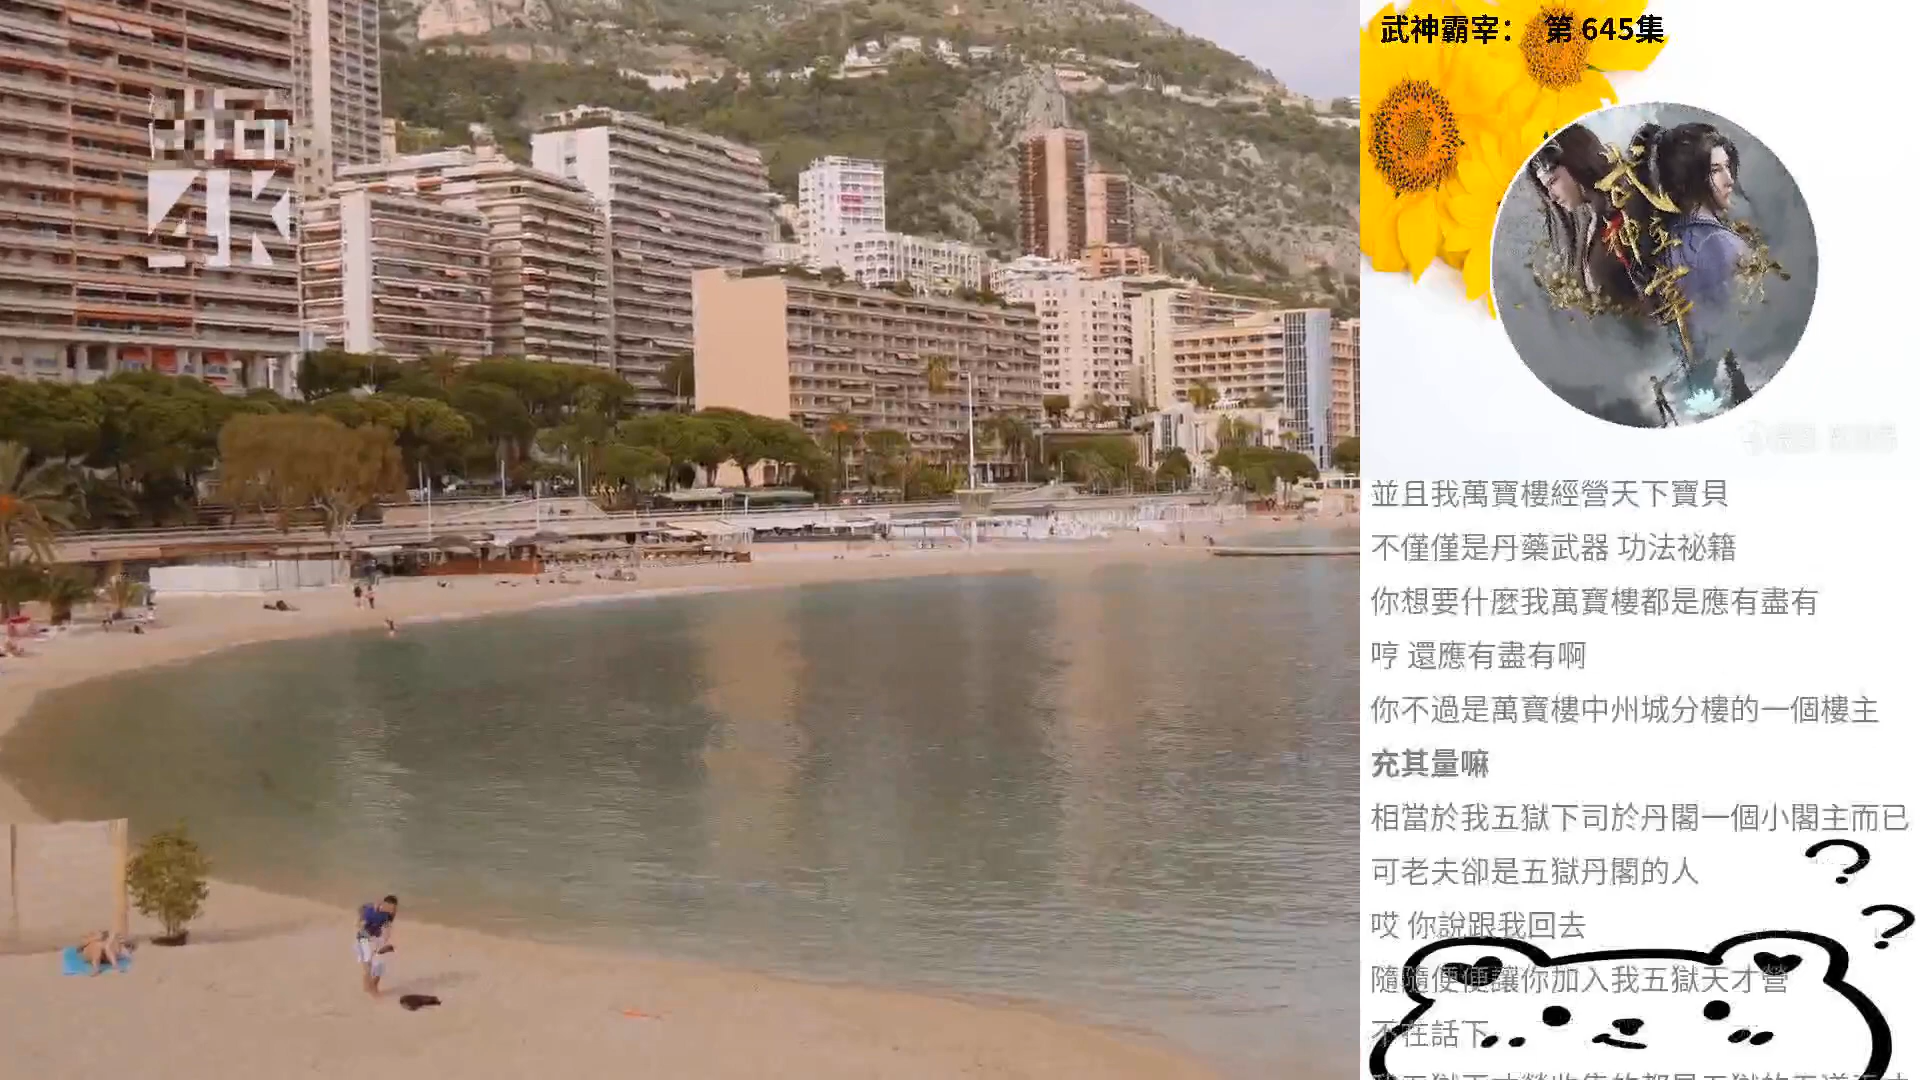 武神霸宰： 第 645集
武神主宰
並且我萬寶樓經營天下寶貝
不僅僅是丹藥武器 功法祕籍
你想要什麼我萬寶樓都是應有盡有
哼 還應有盡有啊
你不過是萬寶樓中州城分樓的一個樓主
充其量嘛
相當於我五獄下司於丹閣一個小閣主而已
可老夫卻是五獄丹閣的人
哎 你說跟我回去
隨隨便便讓你加入我五獄天才營
不在話下